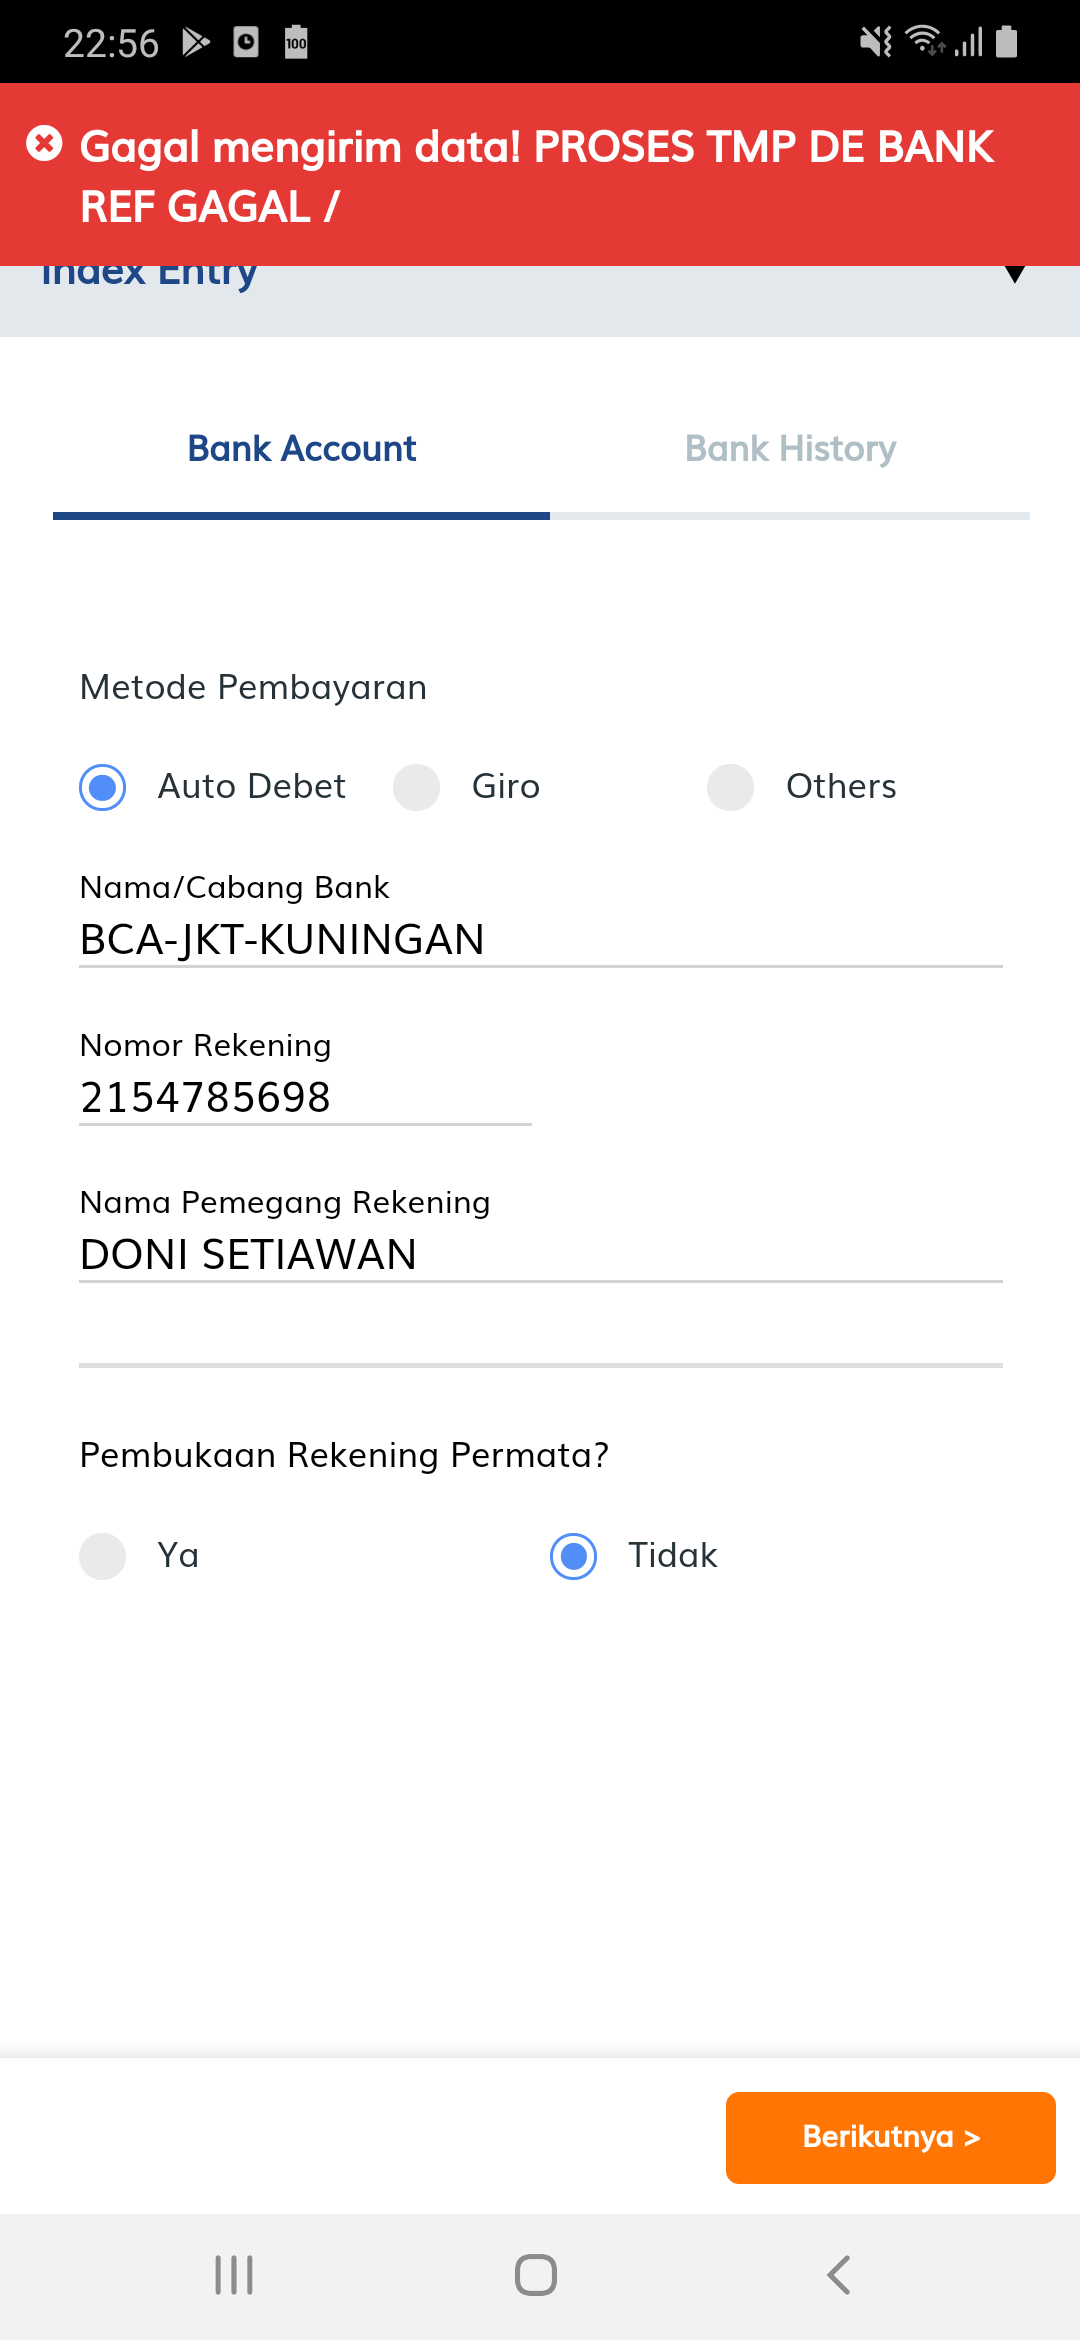 22:56
100
Gagal mengirim data! PROSES TMP DE BANK
REF GAGAL /
Index Entry
Bank Account
Bank History
Metode Pembayaran
Auto Debet
Giro
Others
Nama/Cabang Bank
BCA-JKT-KUNINGAN
Nomor Rekening
2154785698
Nama Pemegang Rekening
DONI SETIAWAN
Pembukaan Rekening Permata?
Ya
Tidak
Berikutnya >